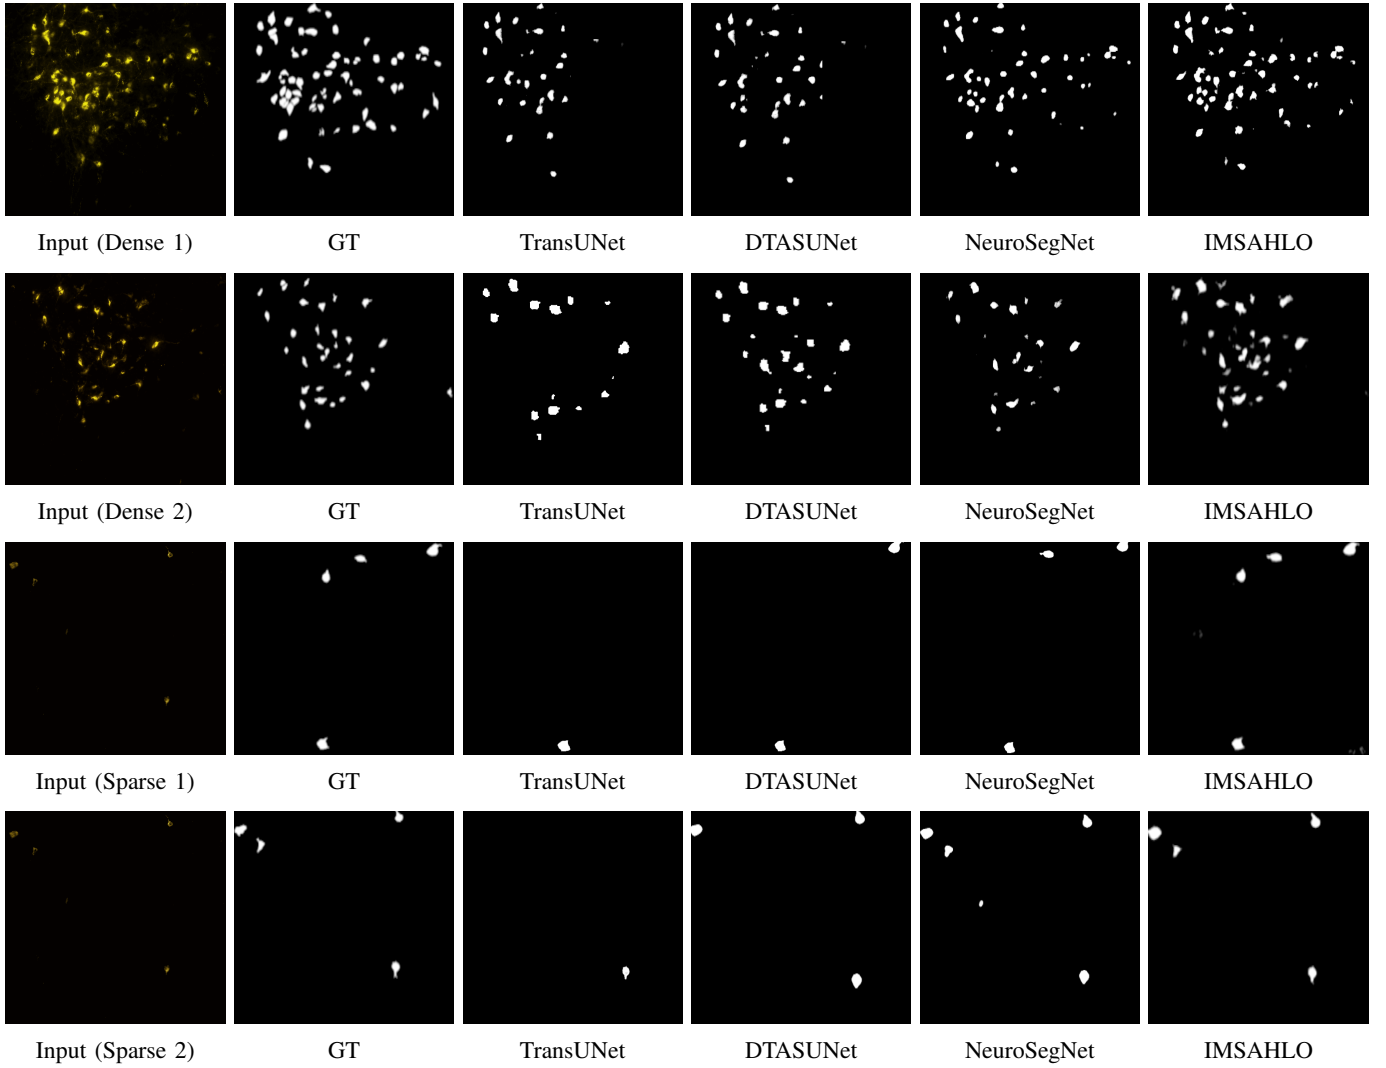 Input (Dense 1) GT TransUNet DTASUNet NeuroSegNet IMSAHLO
Input (Dense 2) GT TransUNet DTASUNet NeuroSegNet IMSAHLO
Input (Sparse 1) GT TransUNet DTASUNet NeuroSegNet IMSAHLO
Input (Sparse 2) GT TransUNet DTASUNet NeuroSegNet IMSAHLO